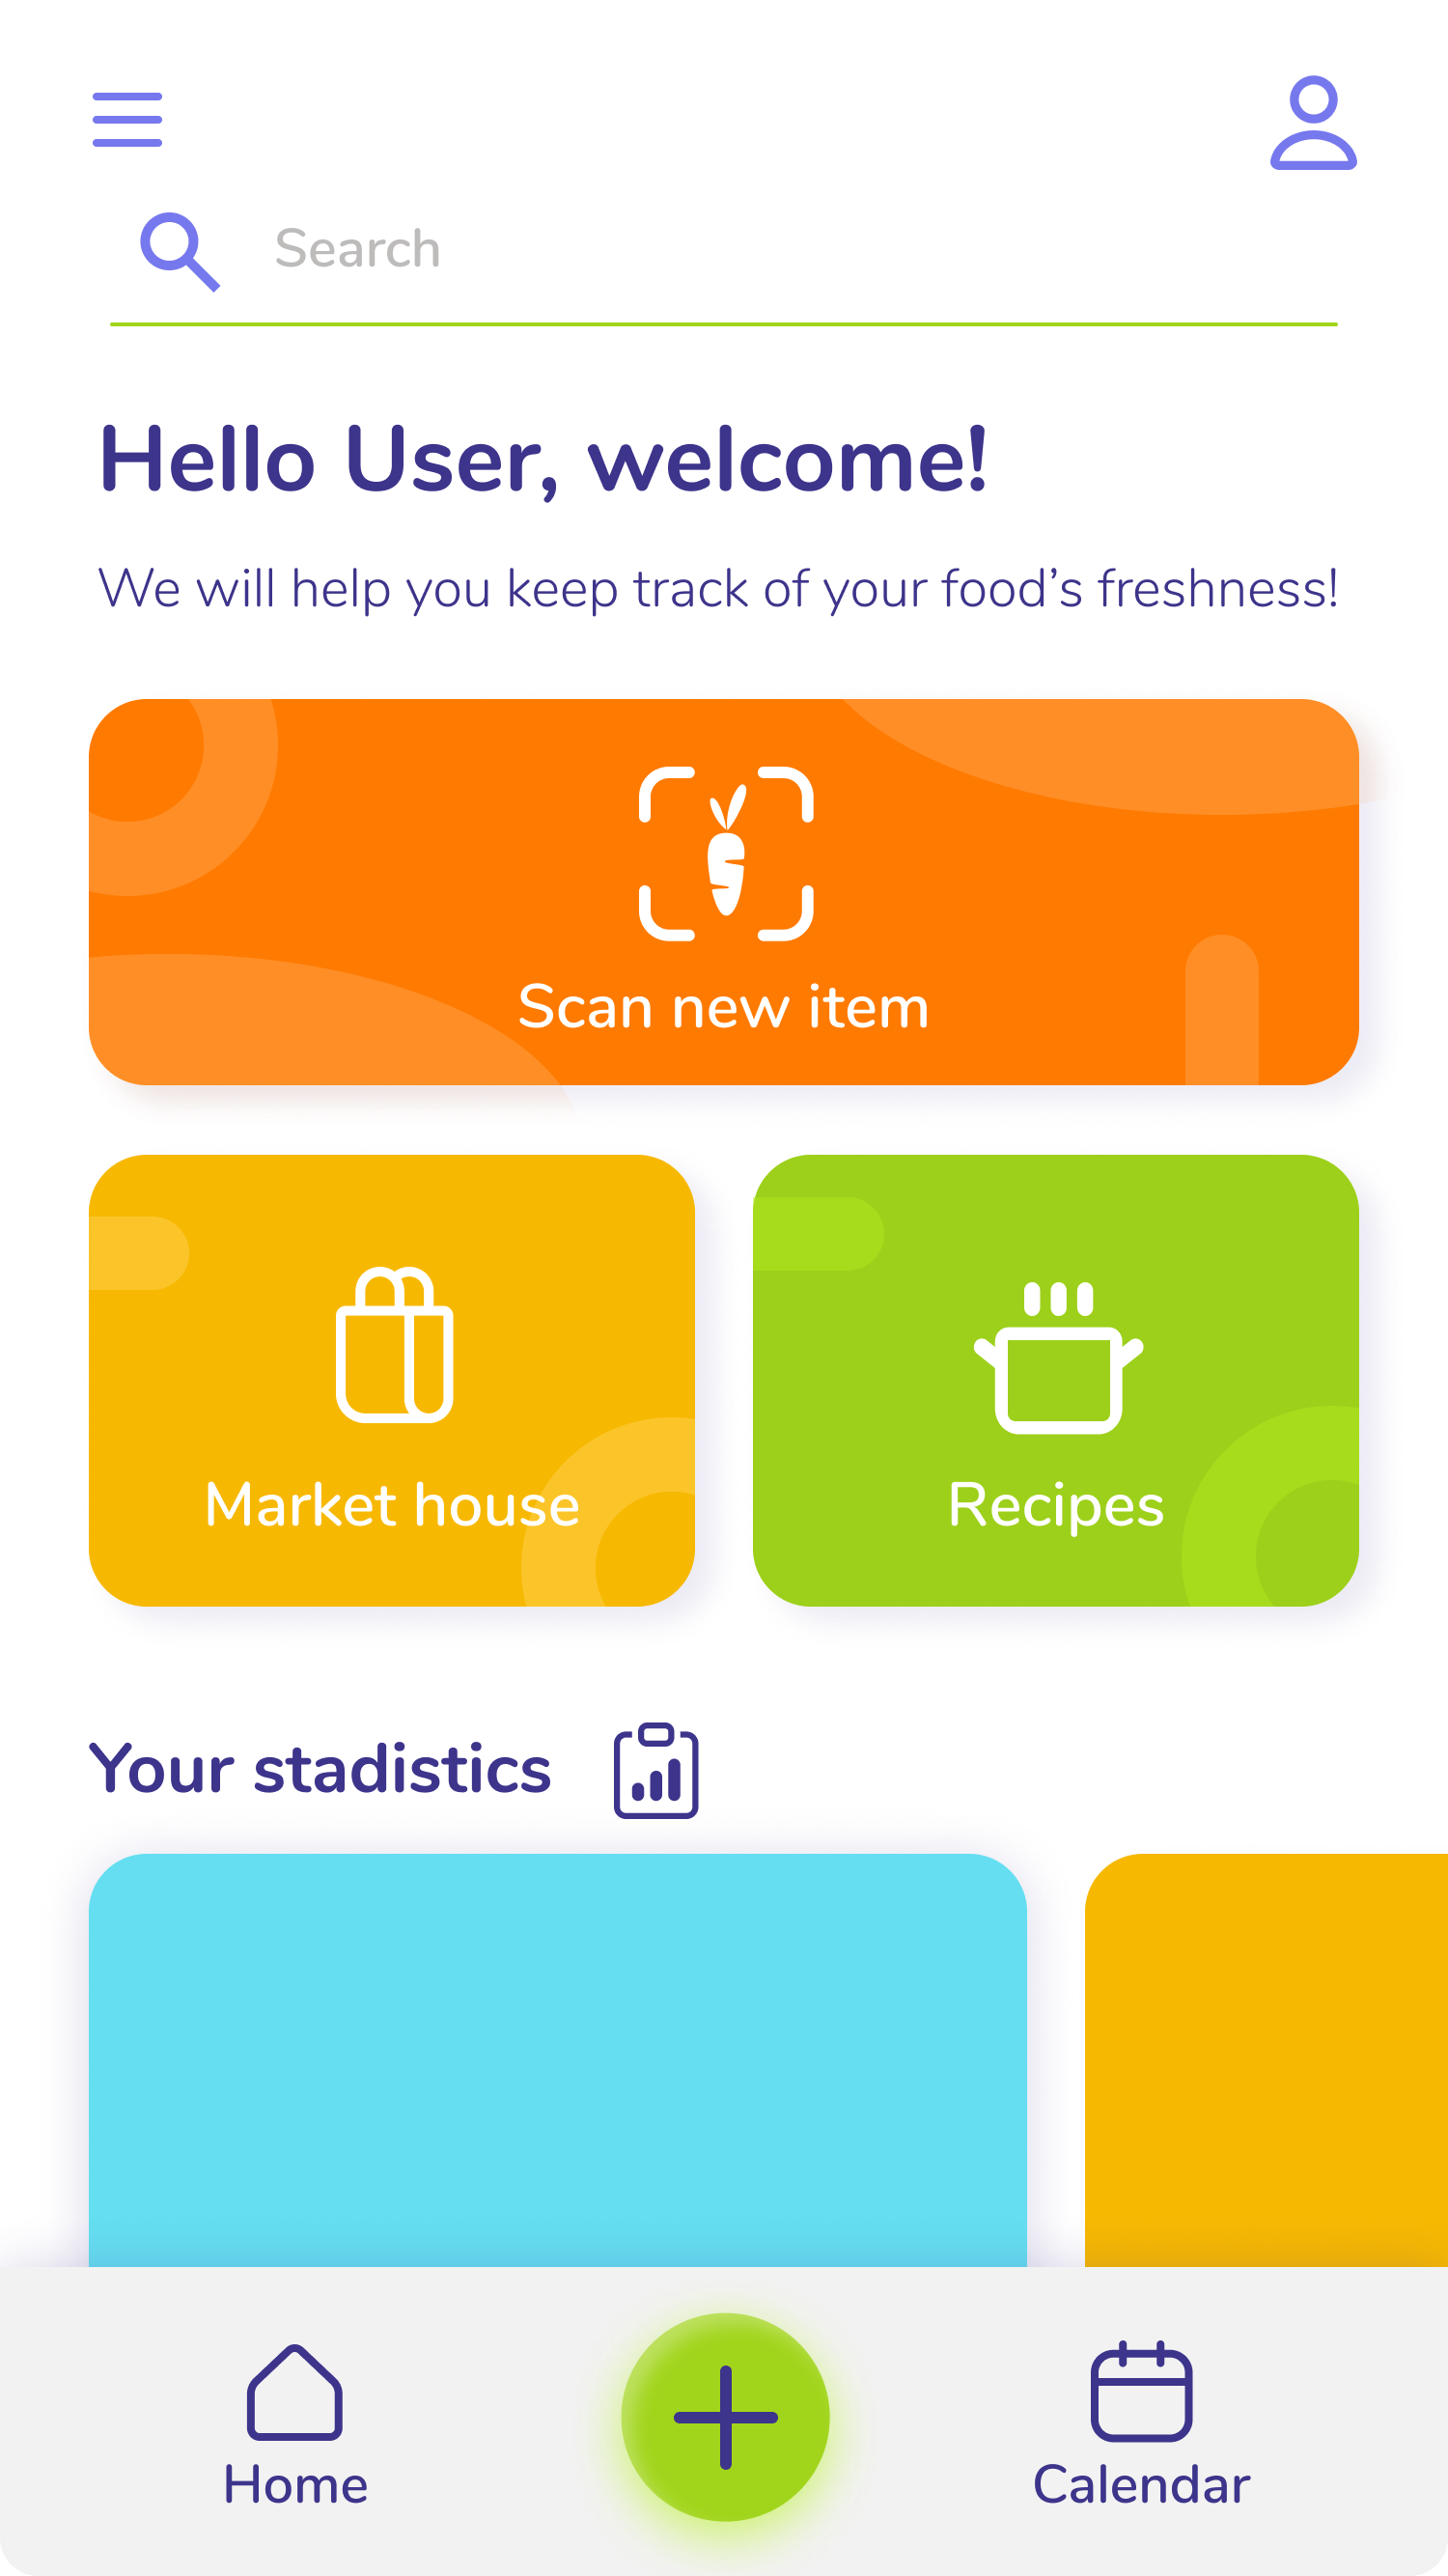 Search
Hello User, welcome!
We will help you keep track of your food’s freshness!
Scan new item
Market house
Recipes
Your stadistics
Home
Calendar